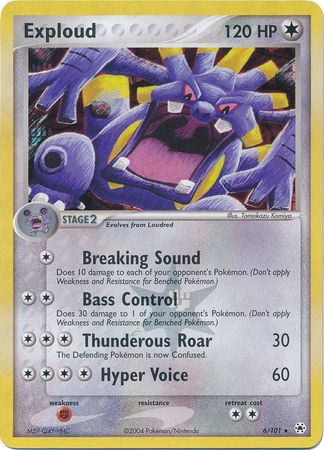 Exploud 120 HP
Illus. Tomokazu Komiya
STAGE 2
Evolves from Loudred
Breaking Sound
Does 10 damage to each of your opponent's Pokémon. (Don't apply
Weakness and Resistance for Benched Pokémon.)
Bass Control
Does 30 damage to 1 of your opponent's Pokémon. (Don't apply
Weakness and Resistance for Benched Pokémon.)
Thunderous Roar 30
The Defending Pokémon is now Confused.
Hyper Voice 60
weakness resistance retreat cost
©2004 Pokémon/Nintendo 6/101 ★